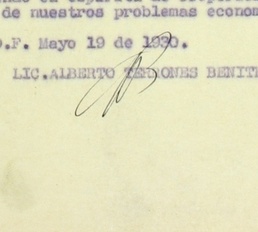 de nuestros problemas econom
D.F. Mayo 19 de 1930.
LIC.ALBERTO TERRONES BENIT